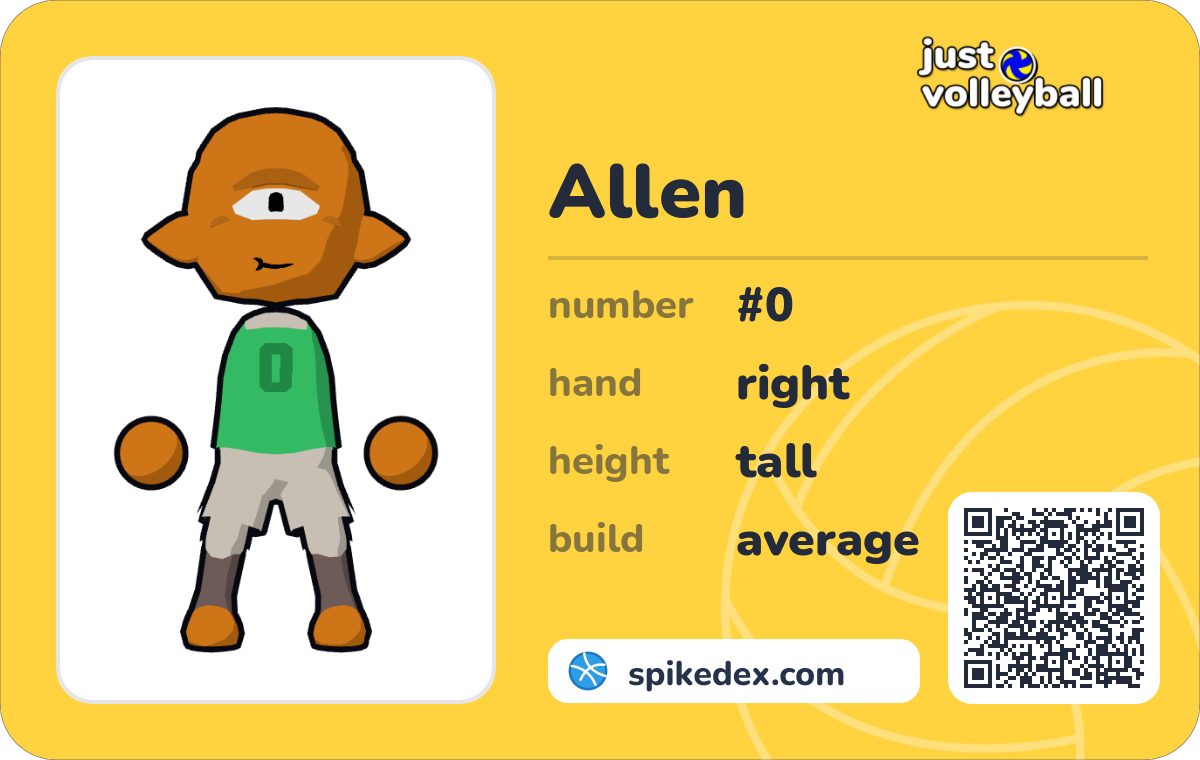 just
volleyball
Allen
number #0
hand right
height tall
build average
0
spikedex.com